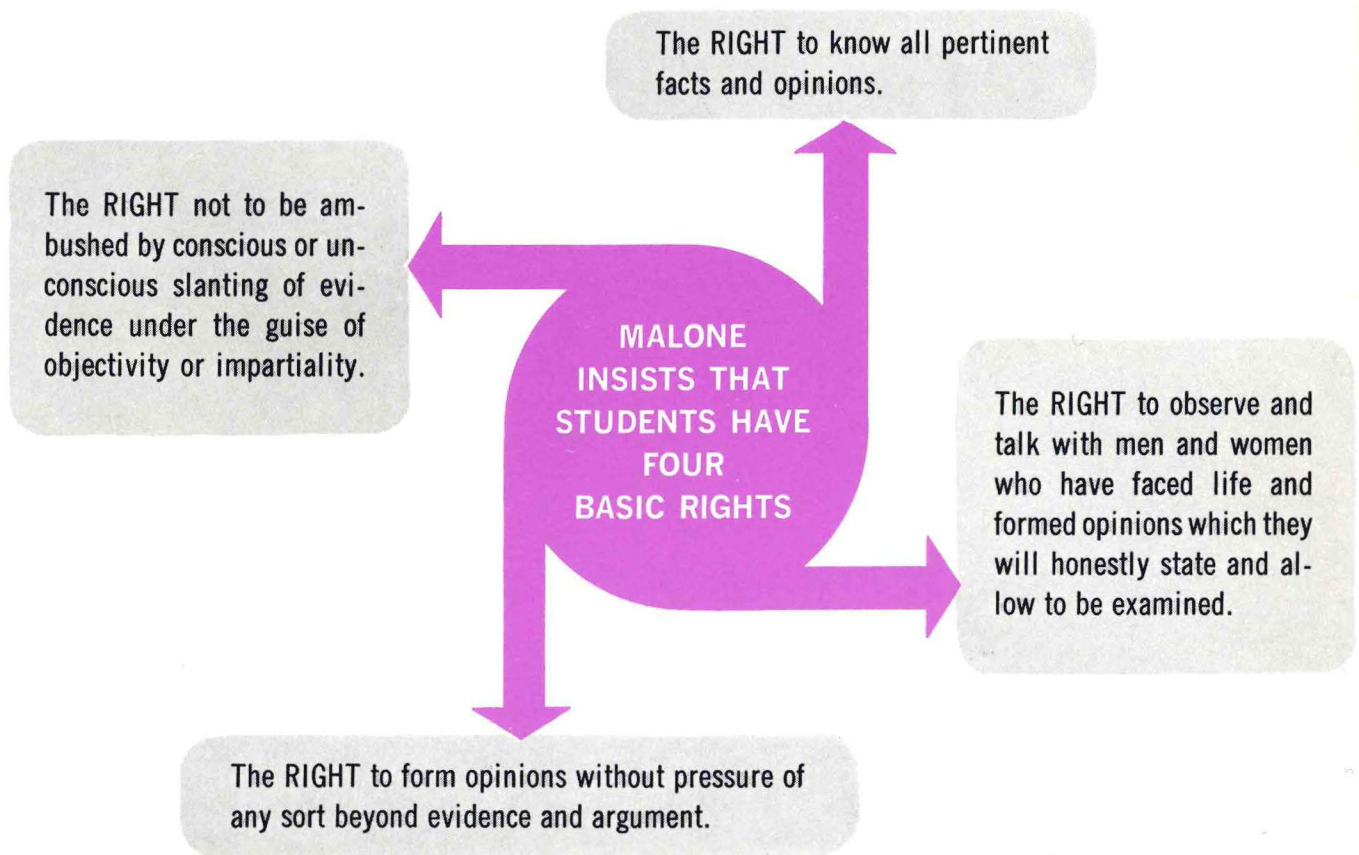 The RIGHT to know all pertinent
facts and opinions.
The RIGHT not to be am-
bushed by conscious or un-
conscious slanting of evi-
dence under the guise of
objectivity or impartiality.
MALONE
INSISTS THAT
STUDENTS HAVE
FOUR
BASIC RIGHTS
The RIGHT to observe and
talk with men and women
who have faced life and
formed opinions which they
will honestly state and al-
low to be examined.
The RIGHT to form opinions without pressure of
any sort beyond evidence and argument.